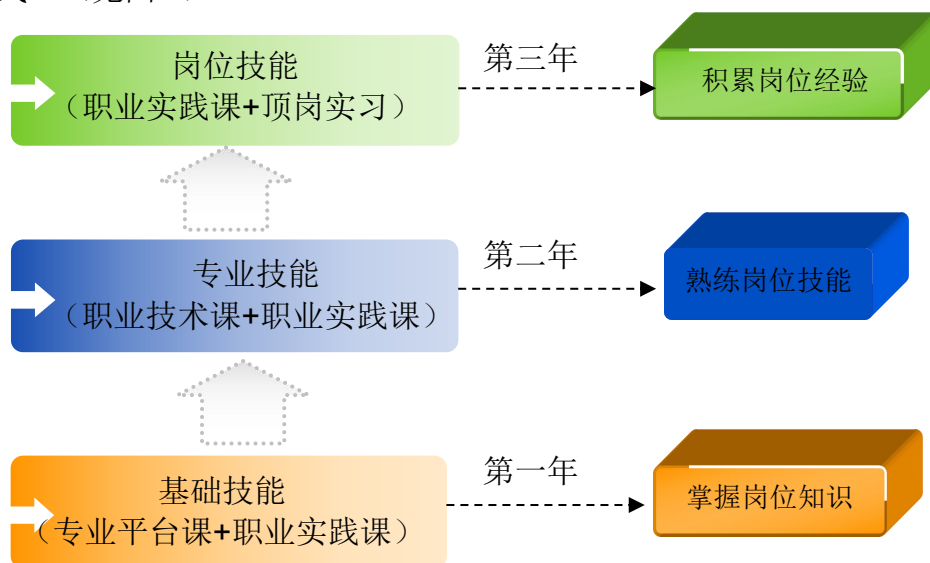 岗位技能
（职业实践课+顶岗实习）
第三年
积累岗位经验
专业技能
（职业技术课+职业实践课）
第二年
熟练岗位技能
基础技能
（专业平台课+职业实践课）
第一年
掌握岗位知识